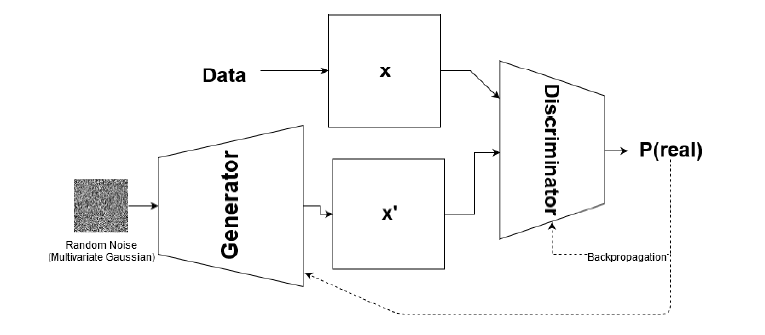 Data
x
Discriminator
P(real)
Generator
x'
Random Noise
(Multivariate Gaussian)
Backpropagation